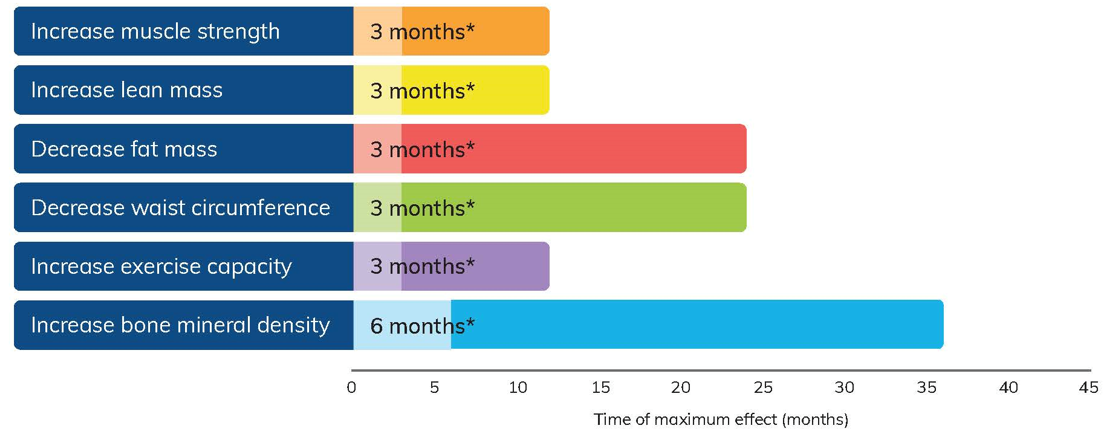 Increase muscle strength 3 months*
Increase lean mass 3 months*
Decrease fat mass 3 months*
Decrease waist circumference 3 months*
Increase exercise capacity 3 months*
Increase bone mineral density 6 months*
0 5 10 15 20 25 30 35 40 45
Time of maximum effect (months)